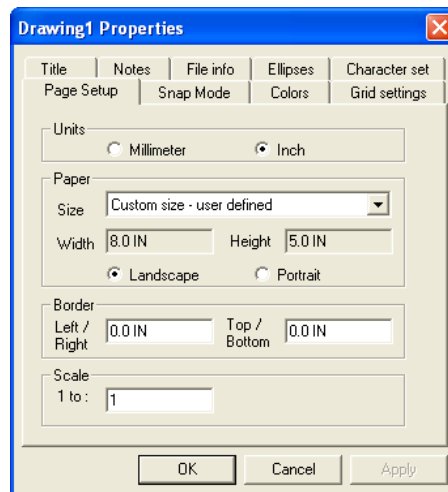 Drawing1 Properties
Title Notes File info Ellipses Character set
Page Setup Snap Mode Colors Grid settings
Units
Millimeter Inch
Paper
Size Custom size - user defined
Width 8.0 IN Height 5.0 IN
Landscape Portrait
Border
Left / Right 0.0 IN Top / Bottom 0.0 IN
Scale
1 to : 1
OK Cancel Apply